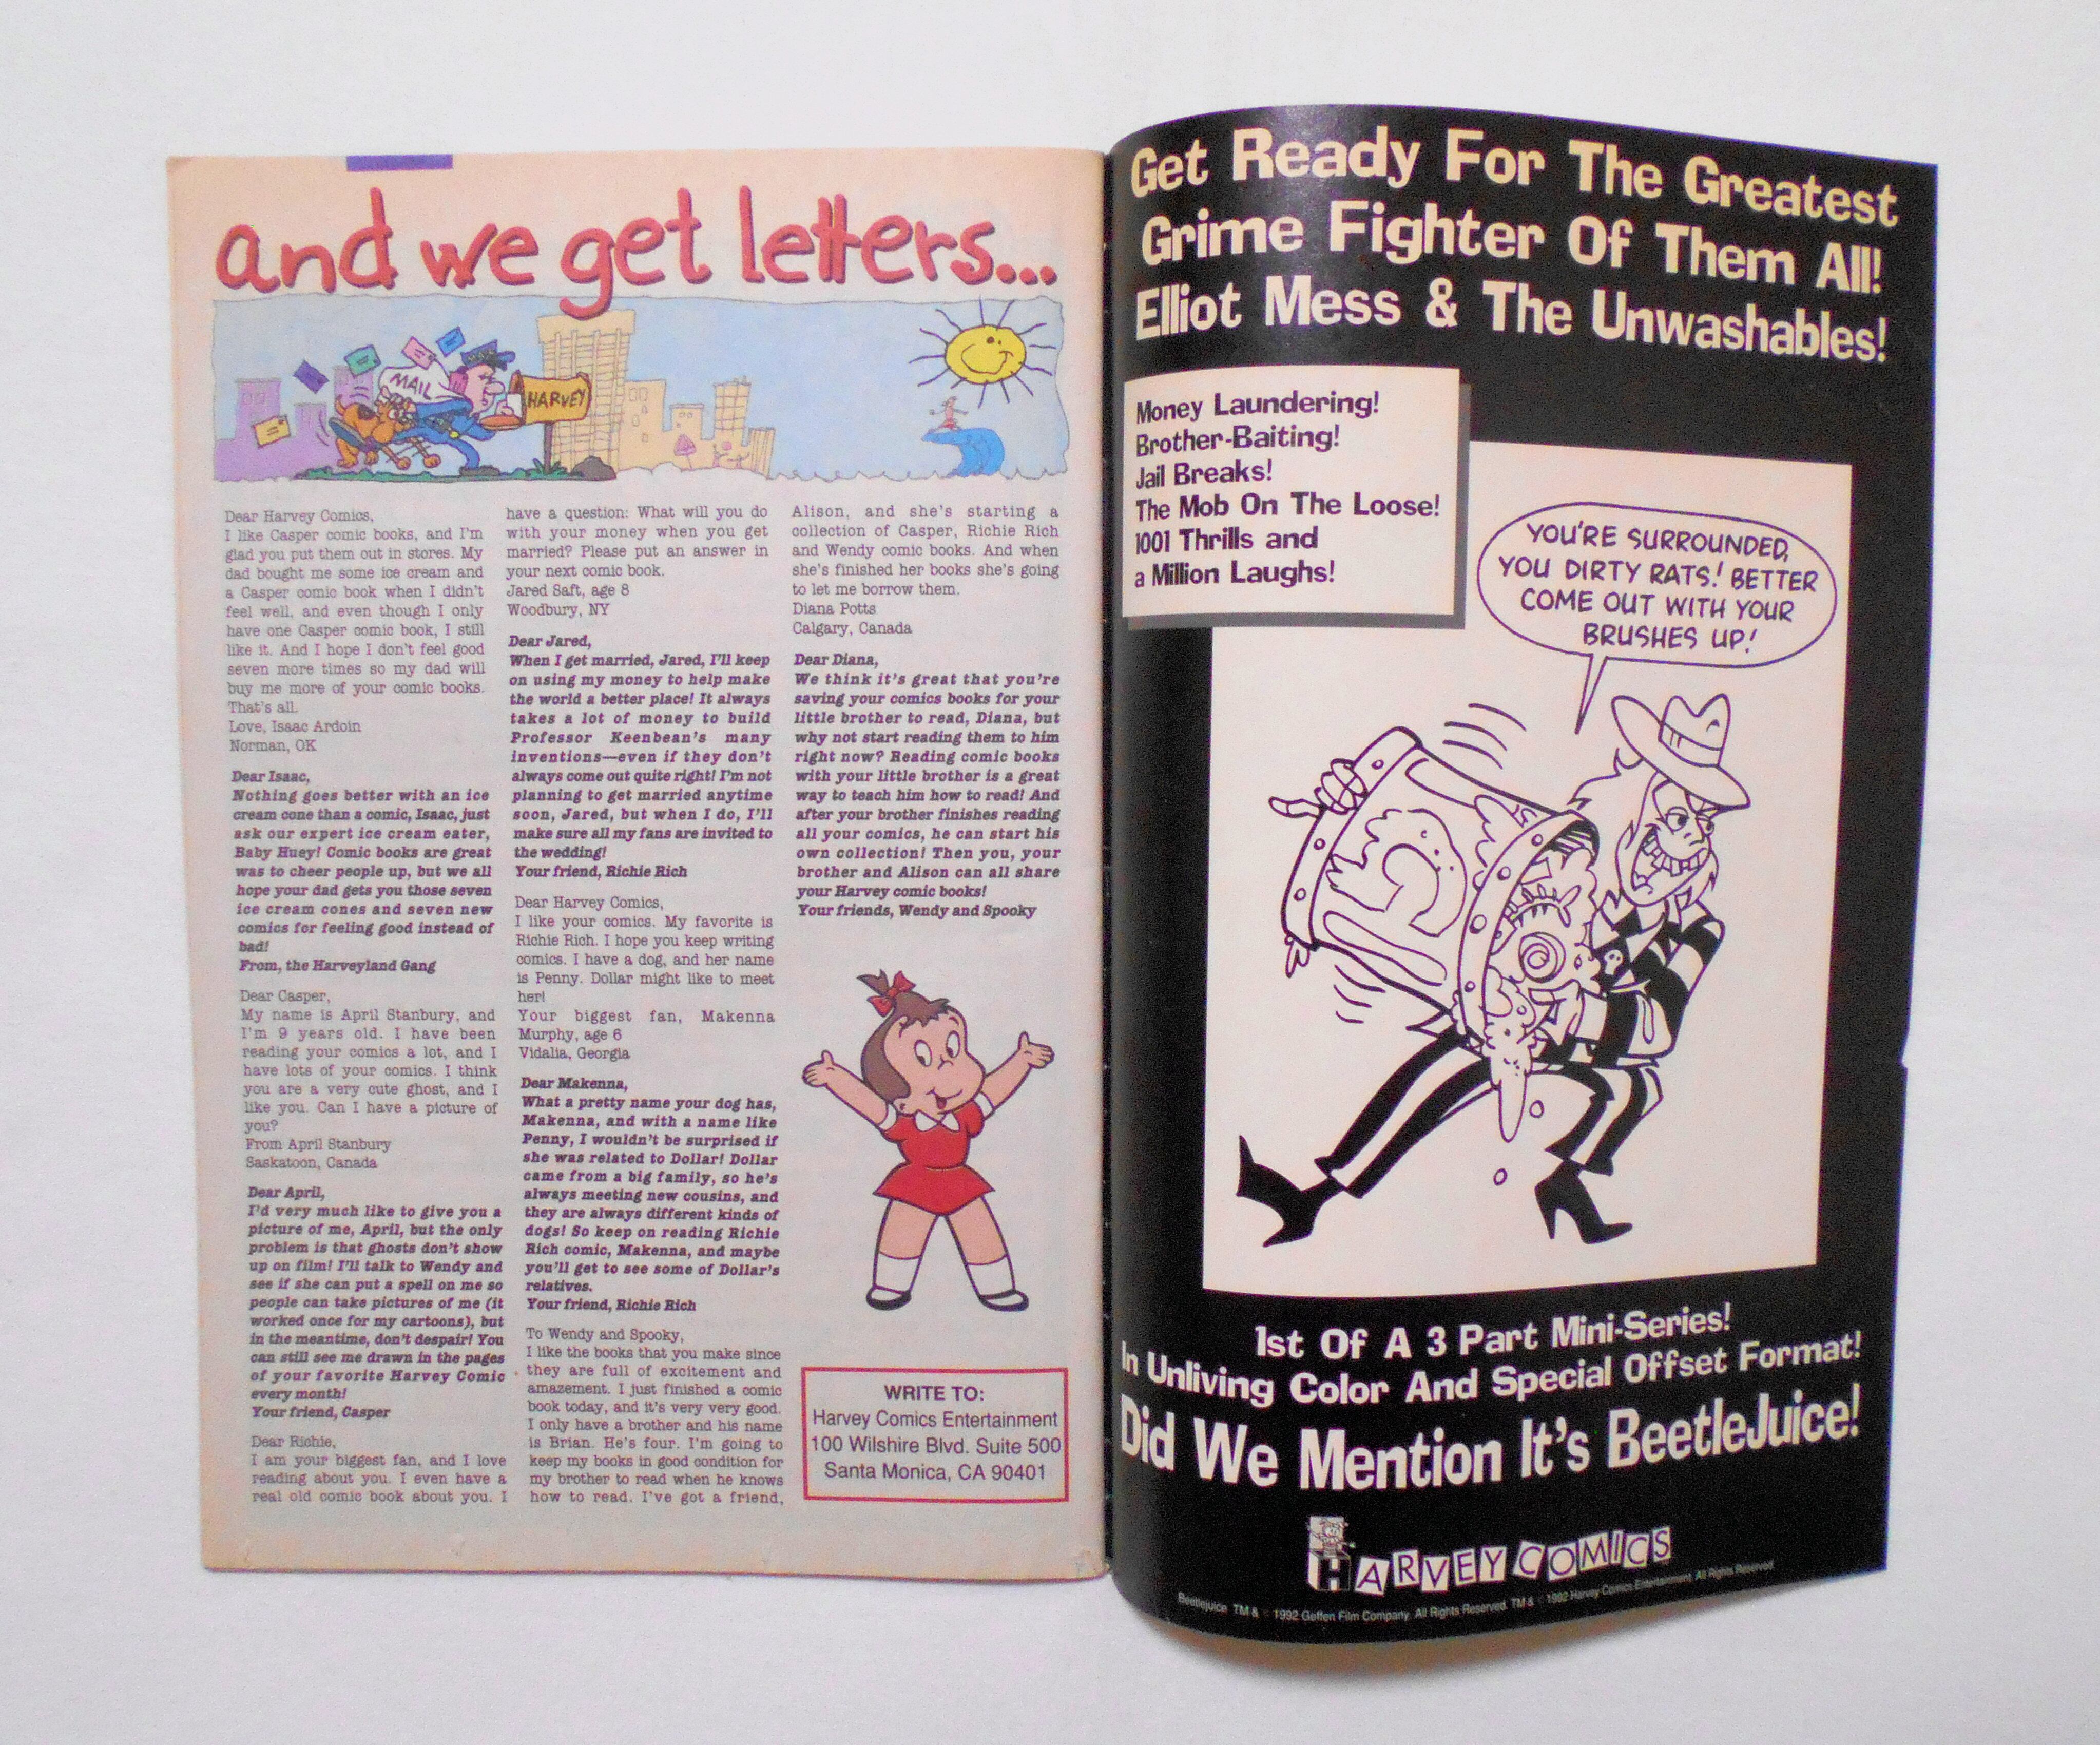 and we get letters...
MAIL
HARVEY
Dear Harvey Comics,
I like Casper comic books, and I'm
glad you put them out in stores. My
dad bought me some ice cream and
a Casper comic book when I didn't
feel well, and even though I only
have one Casper comic book, I still
like it. And I hope I don't feel good
seven more times so my dad will
buy me more of your comic books.
That's all.
Love, Isaac Ardoin
Norman, OK
Dear Isaac,
Nothing goes better with an ice
cream cone than a comic, Isaac, just
ask our expert ice cream eater,
Baby Huey! Comic books are great
was to cheer people up, but we all
hope your dad gets you those seven
ice cream cones and seven new
comics for feeling good instead of
bad!
From, the Harveyland Gang
Dear Casper,
My name is April Stanbury, and
I'm 9 years old. I have been
reading your comics a lot, and I
have lots of your comics. I think
you are a very cute ghost, and I
like you. Can I have a picture of
you?
From April Stanbury
Saskatoon, Canada
Dear April,
I'd very much like to give you a
picture of me, April, but the only
problem is that ghosts don't show
up on film! I'll talk to Wendy and
see if she can put a spell on me so
people can take pictures of me (it
worked once for my cartoons), but
in the meantime, don't despair! You
can still see me drawn in the pages
of your favorite Harvey Comic
every month!
Your friend, Casper
Dear Richie,
I am your biggest fan, and I love
reading about you. I even have a
real old comic book about you. I
have a question: What will you do
with your money when you get
married? Please put an answer in
your next comic book.
Jared Saft, age 8
Woodbury, NY
Dear Jared,
When I get married, Jared, I'll keep
on using my money to help make
the world a better place! It always
takes a lot of money to build
Professor Keenbean's many
inventions—even if they don't
always come out quite right! I'm not
planning to get married anytime
soon, Jared, but when I do, I'll
make sure all my fans are invited to
the wedding!
Your friend, Richie Rich
Dear Harvey Comics,
I like your comics. My favorite is
Richie Rich. I hope you keep writing
comics. I have a dog, and her name
is Penny. Dollar might like to meet
her!
Your biggest fan, Makenna
Murphy, age 6
Vidalia, Georgia
Dear Makenna,
What a pretty name your dog has,
Makenna, and with a name like
Penny, I wouldn't be surprised if
she was related to Dollar! Dollar
came from a big family, so he's
always meeting new cousins, and
they are always different kinds of
dogs! So keep on reading Richie
Rich comic, Makenna, and maybe
you'll get to see some of Dollar's
relatives.
Your friend, Richie Rich
To Wendy and Spooky,
I like the books that you make since
they are full of excitement and
amazement. I just finished a comic
book today, and it's very very good.
I only have a brother and his name
is Brian. He's four. I'm going to
keep my books in good condition for
my brother to read when he knows
how to read. I've got a friend,
Alison, and she's starting a
collection of Casper, Richie Rich
and Wendy comic books. And when
she's finished her books she's going
to let me borrow them.
Diana Potts
Calgary, Canada
Dear Diana,
We think it's great that you're
saving your comics books for your
little brother to read, Diana, but
why not start reading them to him
right now? Reading comic books
with your little brother is a great
way to teach him how to read! And
after your brother finishes reading
all your comics, he can start his
own collection! Then you, your
brother and Alison can all share
your Harvey comic books!
Your friends, Wendy and Spooky
WRITE TO:
Harvey Comics Entertainment
100 Wilshire Blvd. Suite 500
Santa Monica, CA 90401
Get Ready For The Greatest
Grime Fighter Of Them All!
Elliot Mess & The Unwashables!
Money Laundering!
Brother-Baiting!
Jail Breaks!
The Mob On The Loose!
1001 Thrills and
a Million Laughs!
YOU'RE SURROUNDED,
YOU DIRTY RATS! BETTER
COME OUT WITH YOUR
BRUSHES UP!
1st Of A 3 Part Mini-Series!
In Unliving Color And Special Offset Format!
Did We Mention It's BeetleJuice!
HARVEY COMICS
Beetlejuice TM & © 1992 Geffen Film Company. All Rights Reserved. TM & © 1992 Harvey Comics Entertainment. All Rights Reserved